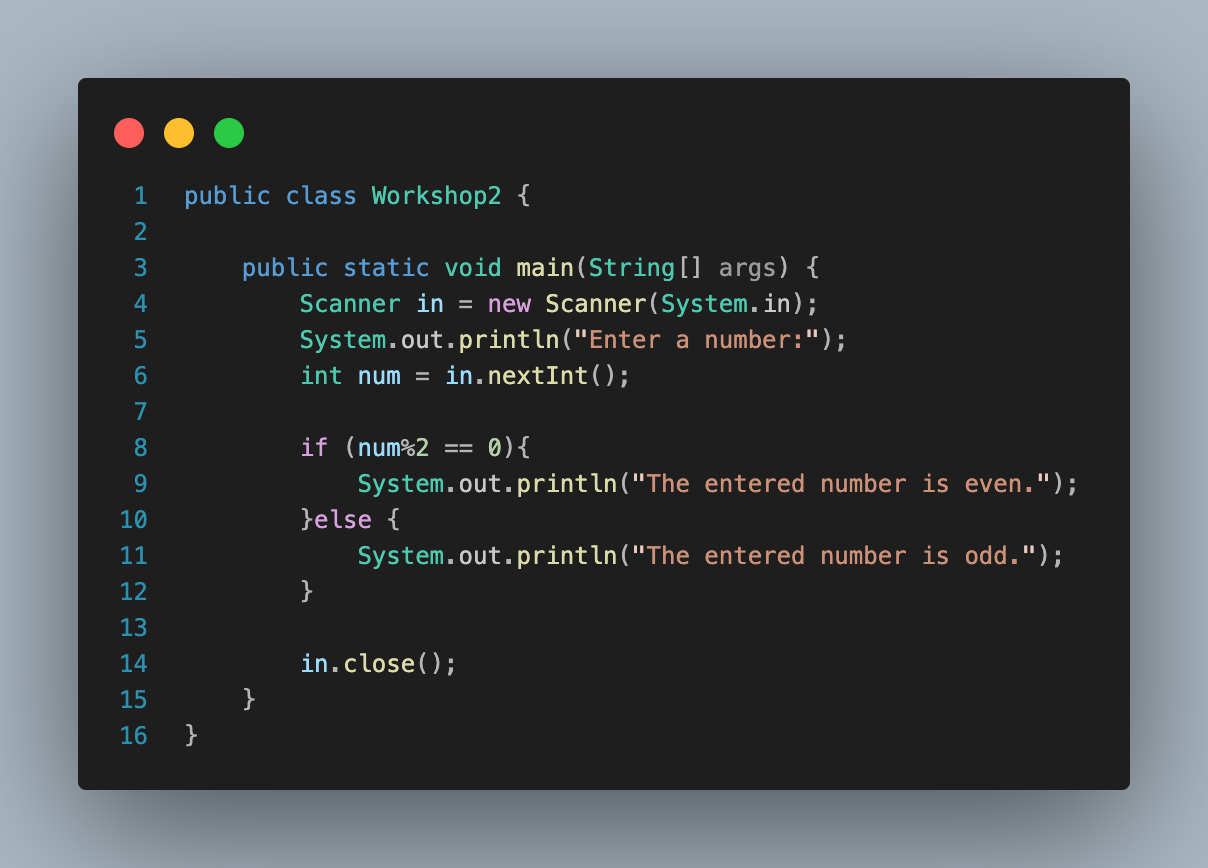 1 public class Workshop2 {
2
3     public static void main(String[] args) {
4         Scanner in = new Scanner(System.in);
5         System.out.println("Enter a number:");
6         int num = in.nextInt();
7
8         if (num%2 == 0){
9             System.out.println("The entered number is even.");
10         }else {
11             System.out.println("The entered number is odd.");
12         }
13
14         in.close();
15     }
16 }